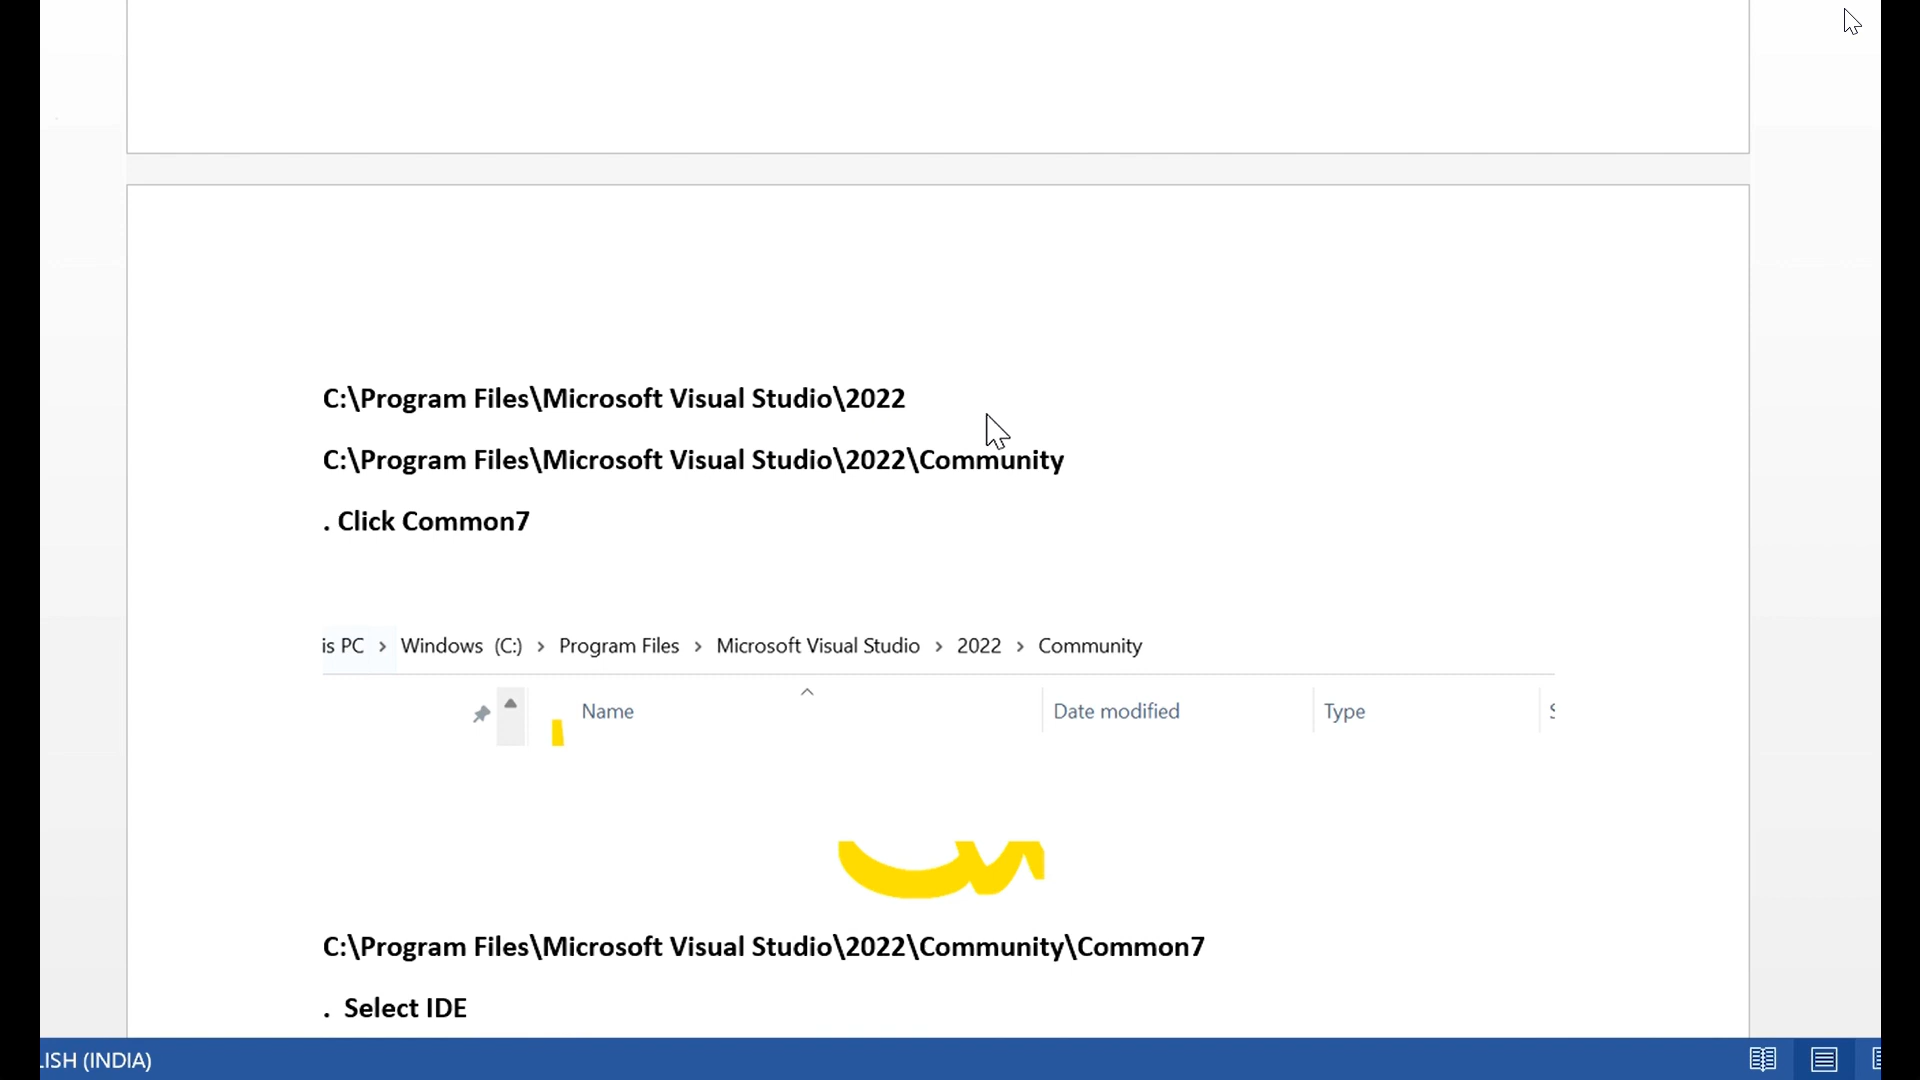 C:\Program Files\Microsoft Visual Studio\2022
C:\Program Files\Microsoft Visual Studio\2022\Community
. Click Common7
is PC > Windows (C:) > Program Files > Microsoft Visual Studio > 2022 > Community
Name Date modified Type
C:\Program Files\Microsoft Visual Studio\2022\Community\Common7
. Select IDE
LISH (INDIA)